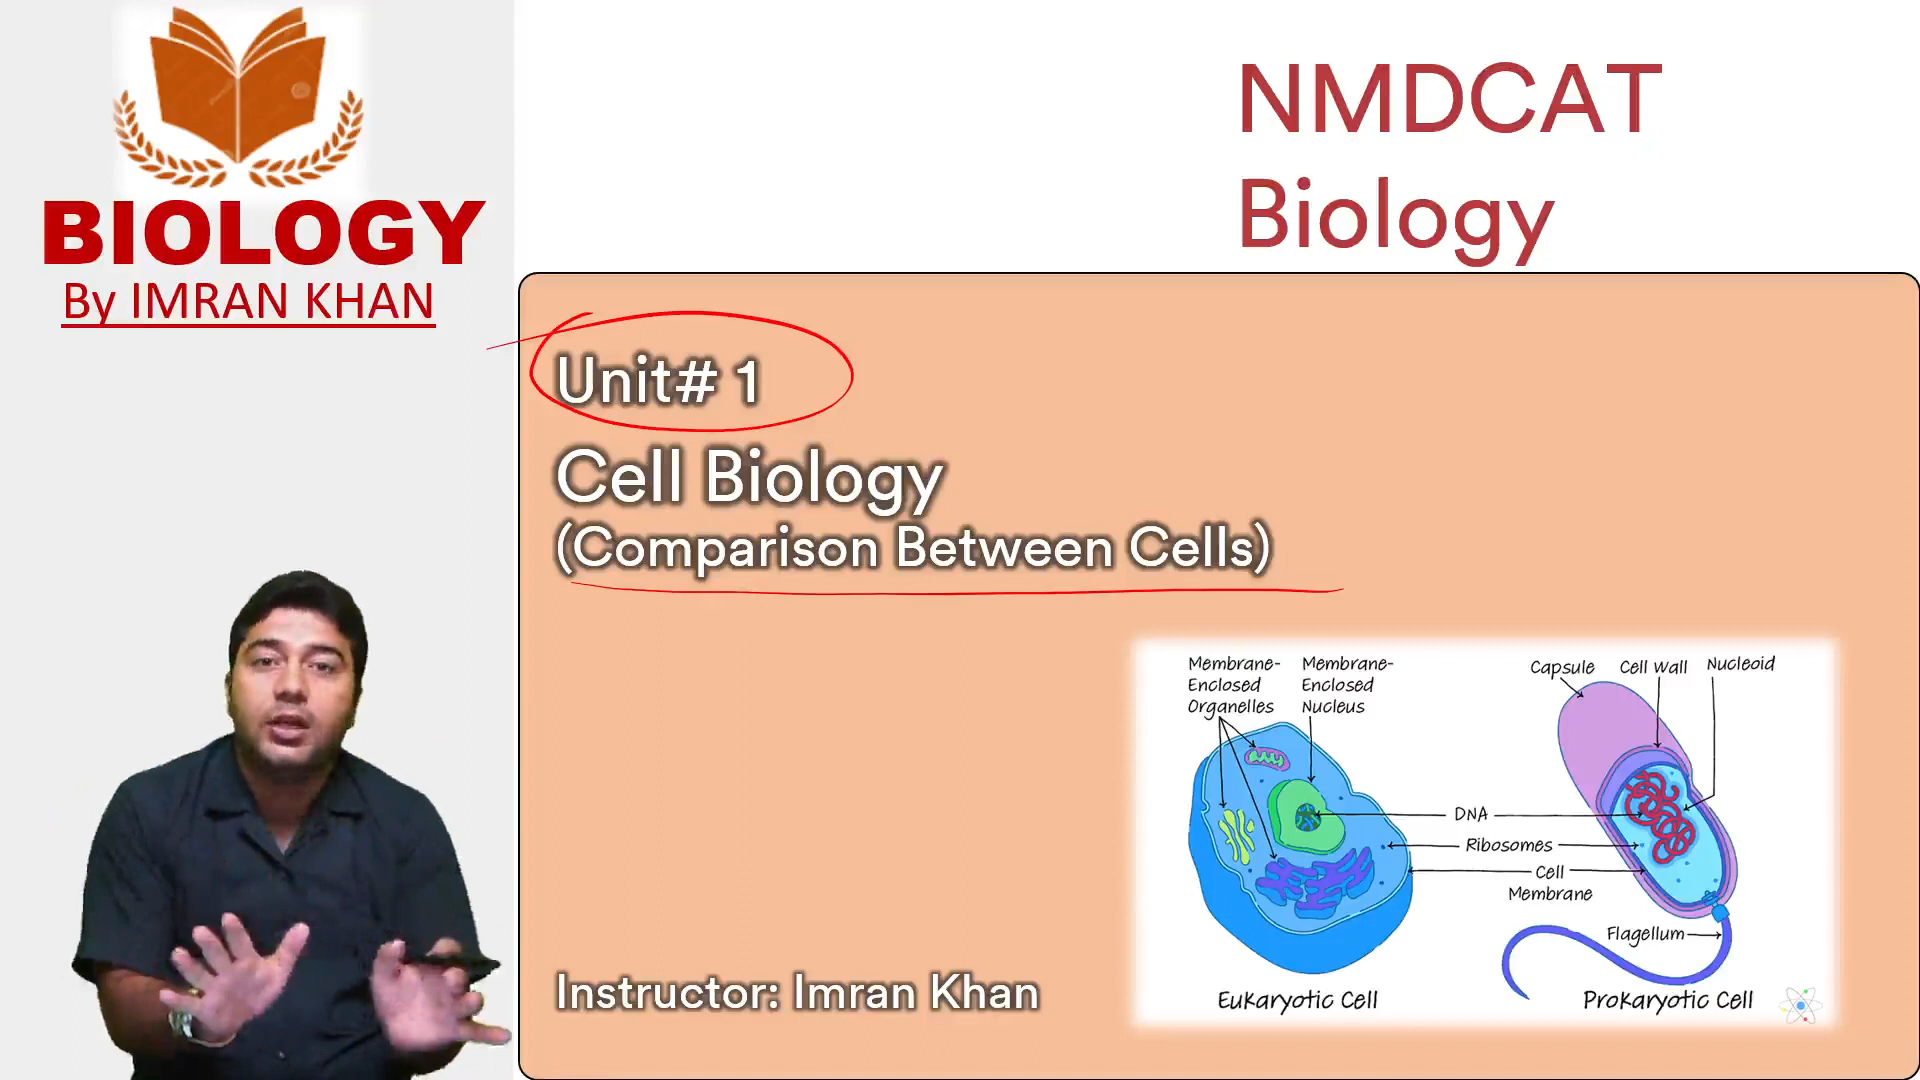 BIOLOGY
By IMRAN KHAN
NMDCAT
Biology
Unit# 1
Cell Biology
(Comparison Between Cells)
Instructor: Imran Khan
Membrane-
Enclosed
Organelles
Membrane-
Enclosed
Nucleus
Capsule
Cell Wall
Nucleoid
DNA
Ribosomes
Cell
Membrane
Flagellum
Eukaryotic Cell
Prokaryotic Cell